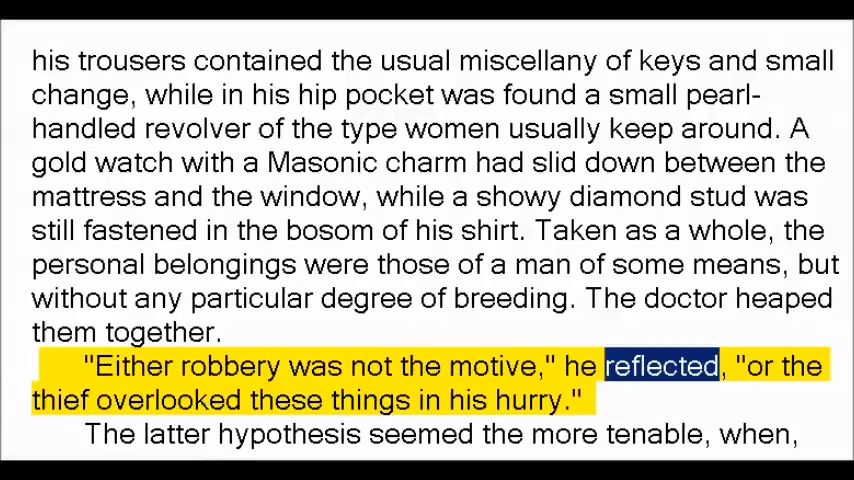 his trousers contained the usual miscellany of keys and small
change, while in his hip pocket was found a small pearl-
handled revolver of the type women usually keep around. A
gold watch with a Masonic charm had slid down between the
mattress and the window, while a showy diamond stud was
still fastened in the bosom of his shirt. Taken as a whole, the
personal belongings were those of a man of some means, but
without any particular degree of breeding. The doctor heaped
them together.
"Either robbery was not the motive," he reflected, "or the
thief overlooked these things in his hurry."
The latter hypothesis seemed the more tenable, when,